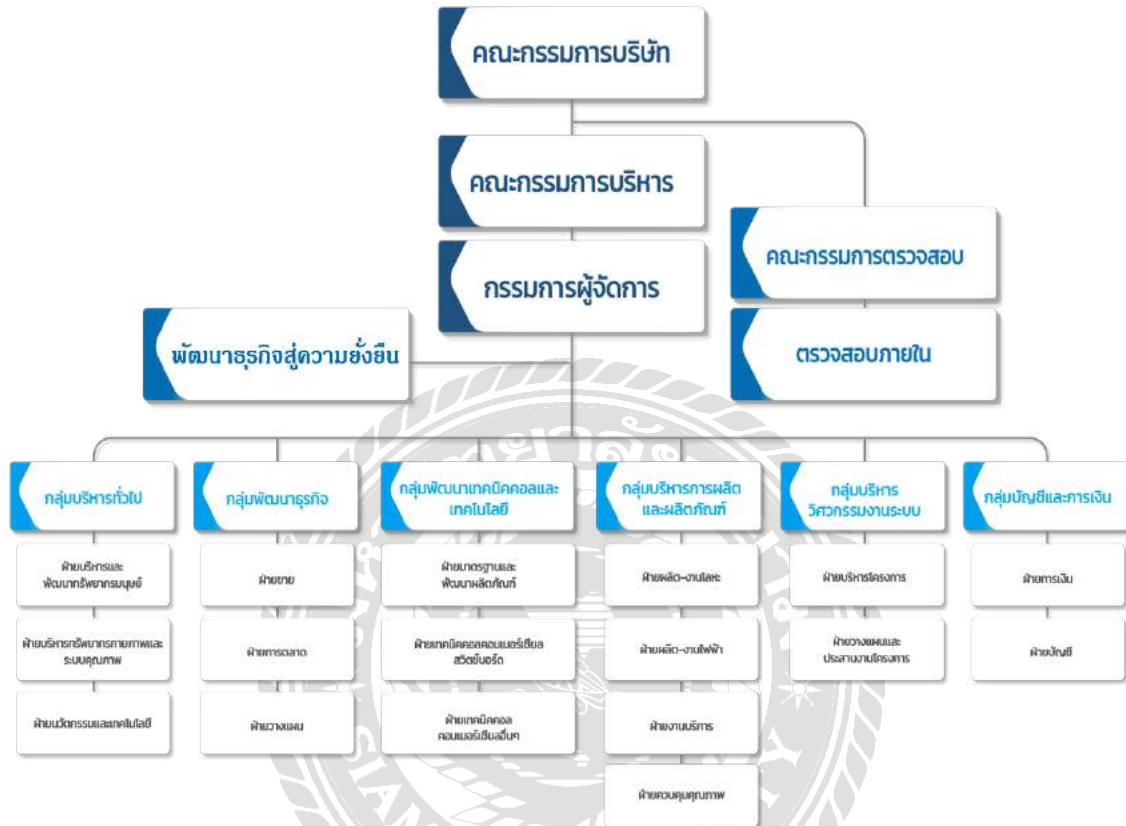 คณะกรรมการบริษัท
คณะกรรมการบริหาร
คณะกรรมการตรวจสอบ
กรรมการผู้จัดการ
พัฒนาธุรกิจสู่ความยั่งยืน
ตรวจสอบภายใน
กลุ่มบริหารทั่วไป
กลุ่มพัฒนาธุรกิจ
กลุ่มพัฒนาเทคนิคคอลและ
เทคโนโลยี
กลุ่มบริหารการผลิต
และผลิตภัณฑ์
กลุ่มบริหาร
วิศวกรรมงานระบบ
กลุ่มบัญชีและการเงิน
ฝ่ายบริหารและ
พัฒนาทรัพยากรมนุษย์
ฝ่ายขาย
ฝ่ายมาตรฐานและ
พัฒนาผลิตภัณฑ์
ฝ่ายผลิต-งานโลหะ
ฝ่ายบริหารโครงการ
ฝ่ายการเงิน
ฝ่ายบริหารทรัพยากรกายภาพและ
ระบบคุณภาพ
ฝ่ายการตลาด
ฝ่ายเทคนิคคอลคอมเมอร์เชียล
สวิตช์บอร์ด
ฝ่ายผลิต-งานไฟฟ้า
ฝ่ายวางแผนและ
ประสานงานโครงการ
ฝ่ายบัญชี
ฝ่ายนวัตกรรมและเทคโนโลยี
ฝ่ายวางแผน
ฝ่ายเทคนิคคอล
คอมเมอร์เชียลอื่นๆ
ฝ่ายงานบริการ
ฝ่ายควบคุมคุณภาพ